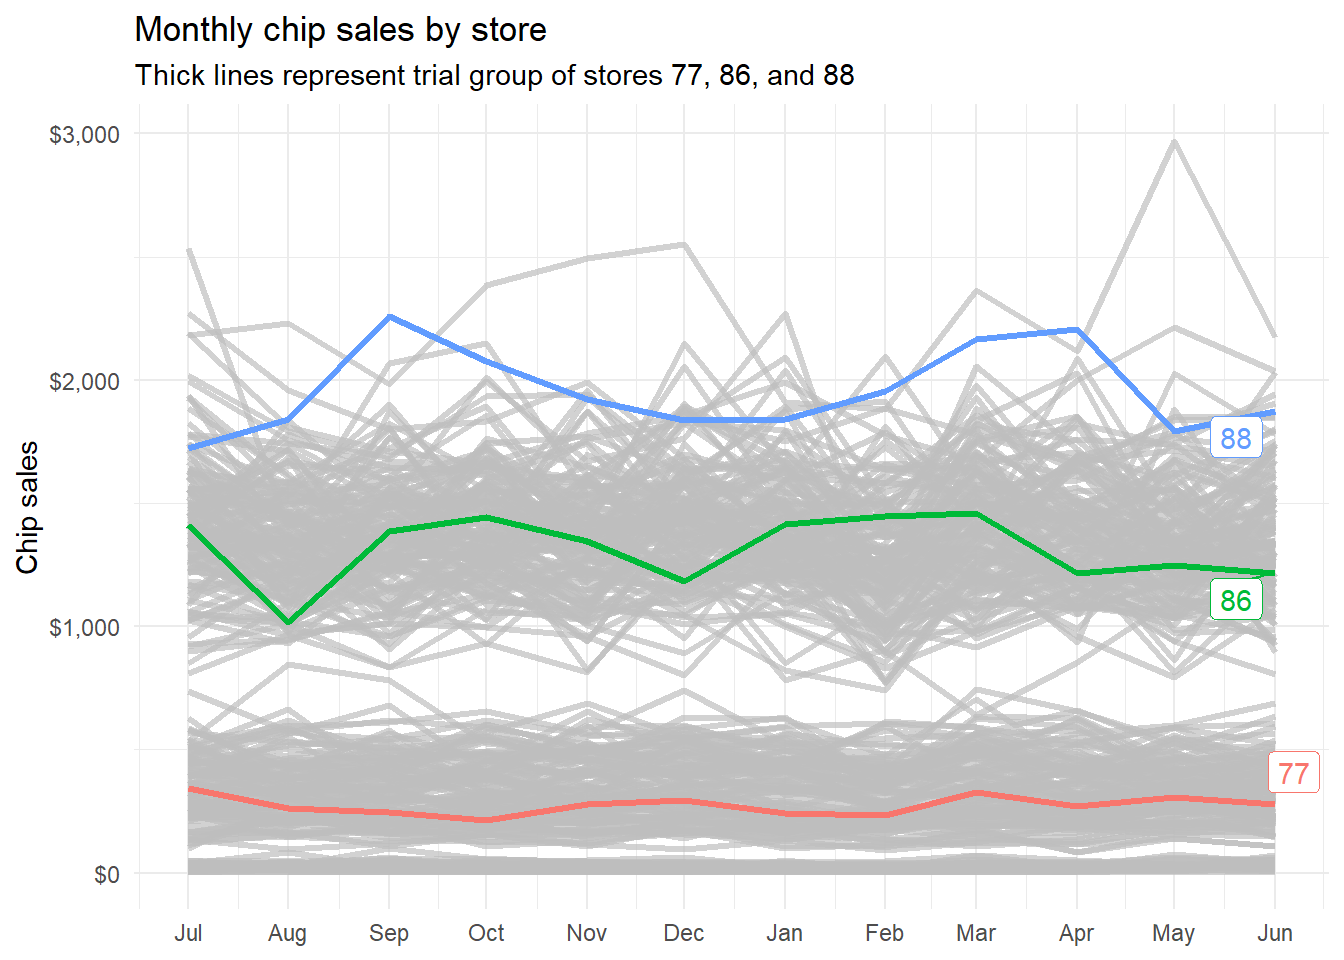 Monthly chip sales by store
Thick lines represent trial group of stores 77, 86, and 88
Chip sales
$3,000
$2,000
$1,000
$0
88
86
77
Jul Aug Sep Oct Nov Dec Jan Feb Mar Apr May Jun